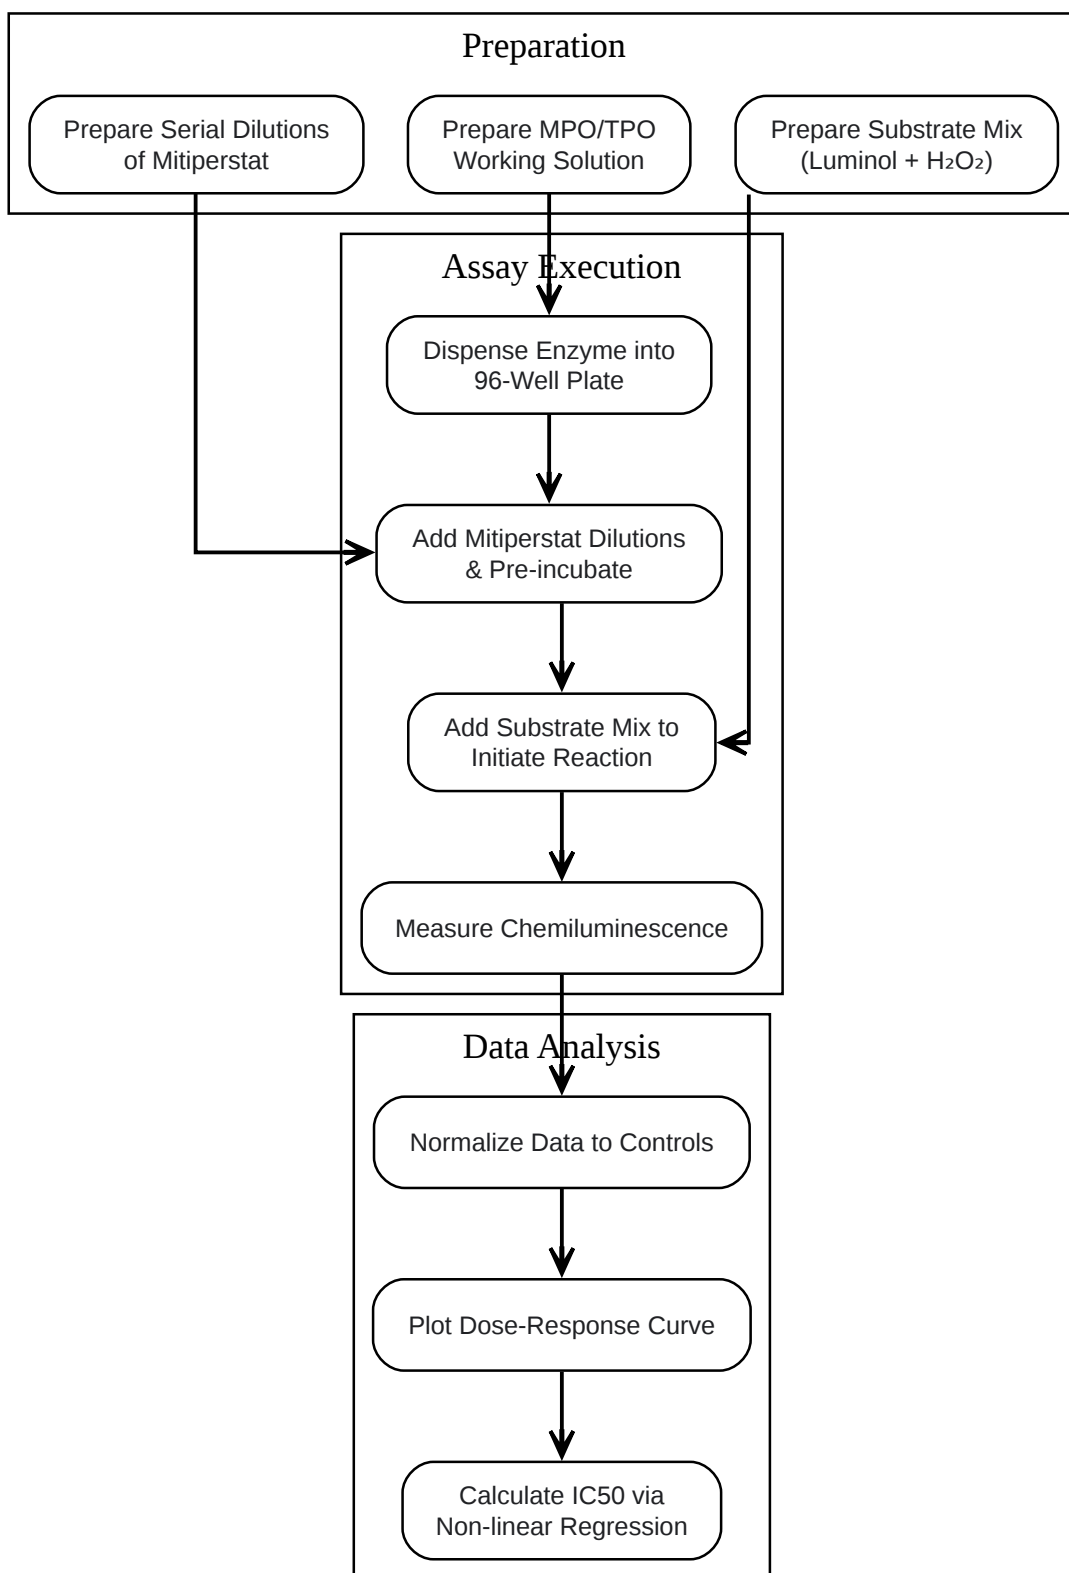 Preparation
Prepare Serial Dilutions
of Mitiperstat
Prepare MPO/TPO
Working Solution
Prepare Substrate Mix
(Luminol + H₂O₂)
Assay Execution
Dispense Enzyme into
96-Well Plate
Add Mitiperstat Dilutions
& Pre-incubate
Add Substrate Mix to
Initiate Reaction
Measure Chemiluminescence
Data Analysis
Normalize Data to Controls
Plot Dose-Response Curve
Calculate IC50 via
Non-linear Regression